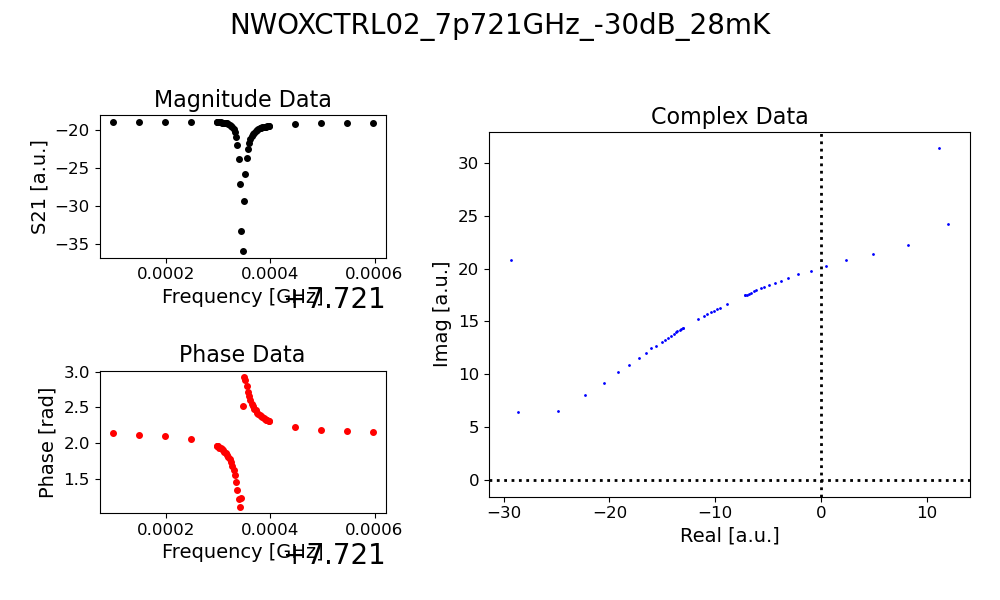 NWOXCTRL02_7p721GHz_-30dB_28mK
Magnitude Data
S21 [a.u.]
−20
−25
−30
−35
0.0002 0.0004 0.0006
Frequency [GHz]
+7.721
Phase Data
Phase [rad]
3.0
2.5
2.0
1.5
0.0002 0.0004 0.0006
Frequency [GHz]
+7.721
Complex Data
Imag [a.u.]
30
25
20
15
10
5
0
−30 −20 −10 0 10
Real [a.u.]